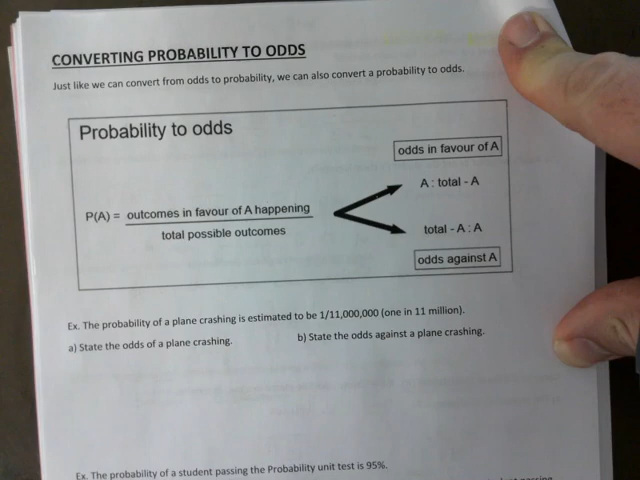 CONVERTING PROBABILITY TO ODDS
Just like we can convert from odds to probability, we can also convert a probability to odds.
Probability to odds
odds in favour of A
A : total - A
P(A) = outcomes in favour of A happening
total possible outcomes
total - A : A
odds against A
Ex. The probability of a plane crashing is estimated to be 1/11,000,000 (one in 11 million).
a) State the odds of a plane crashing.
b) State the odds against a plane crashing.
Ex. The probability of a student passing the Probability unit test is 95%.